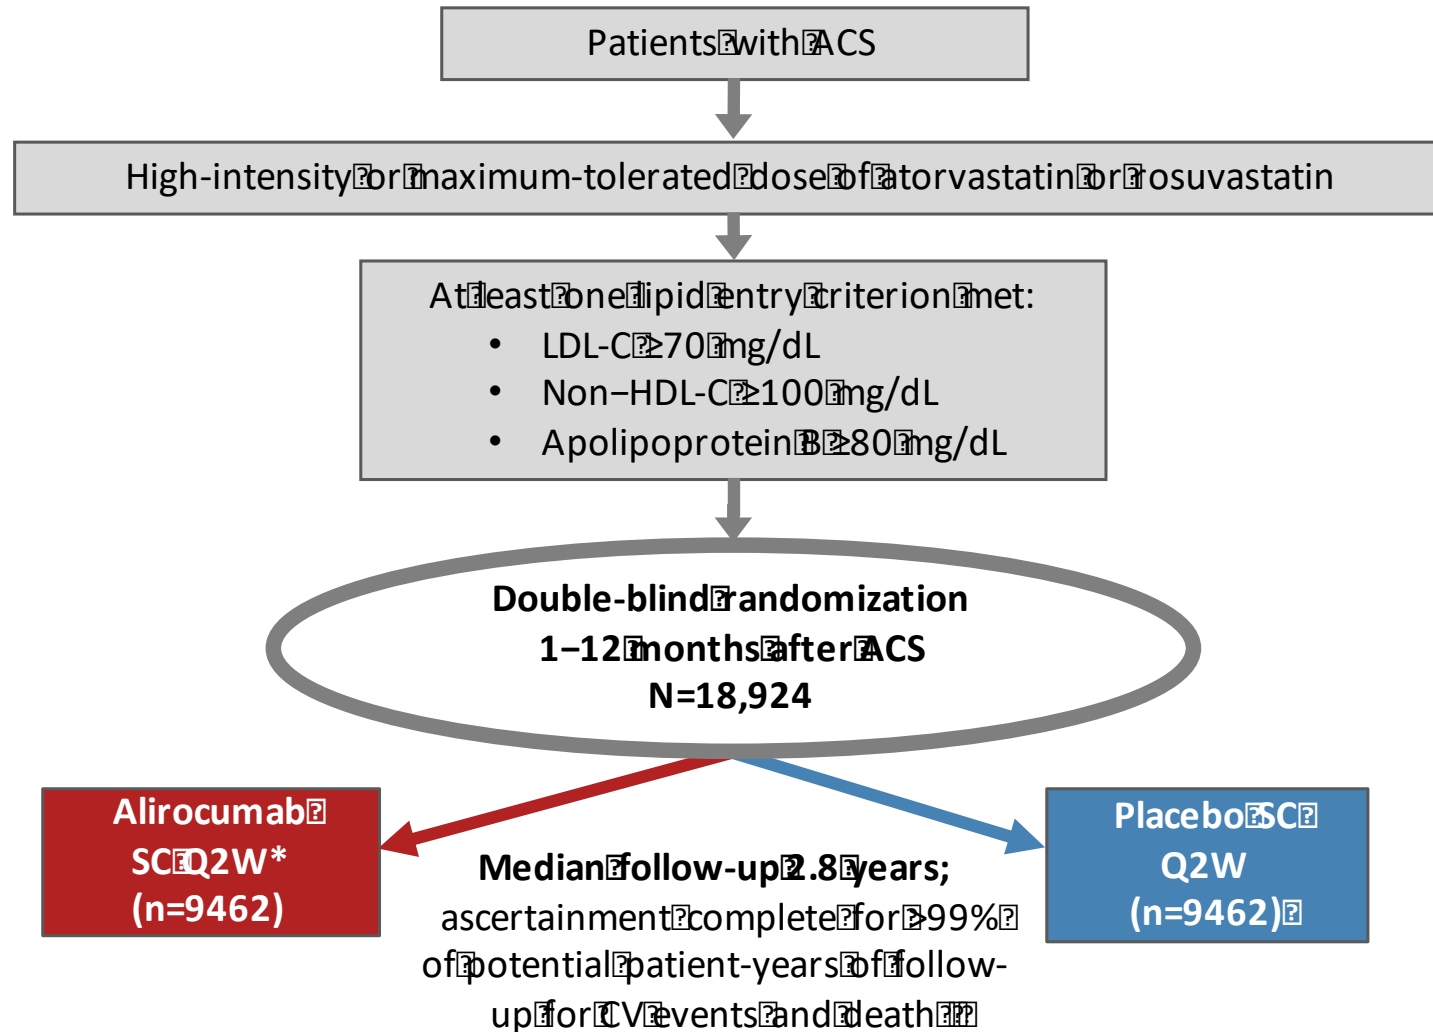 Patients with ACS
High-intensity or maximum-tolerated dose of atorvastatin or rosuvastatin
At least one lipid entry criterion met:
• LDL-C ≥70 mg/dL
• Non−HDL-C ≥100 mg/dL
• Apolipoprotein B ≥80 mg/dL
Double-blind randomization
1−12 months after ACS
N=18,924
Alirocumab
SC Q2W*
(n=9462)
Placebo SC
Q2W
(n=9462)
Median follow-up 2.8 years;
ascertainment complete for >99%
of potential patient-years of follow-
up for CV events and death